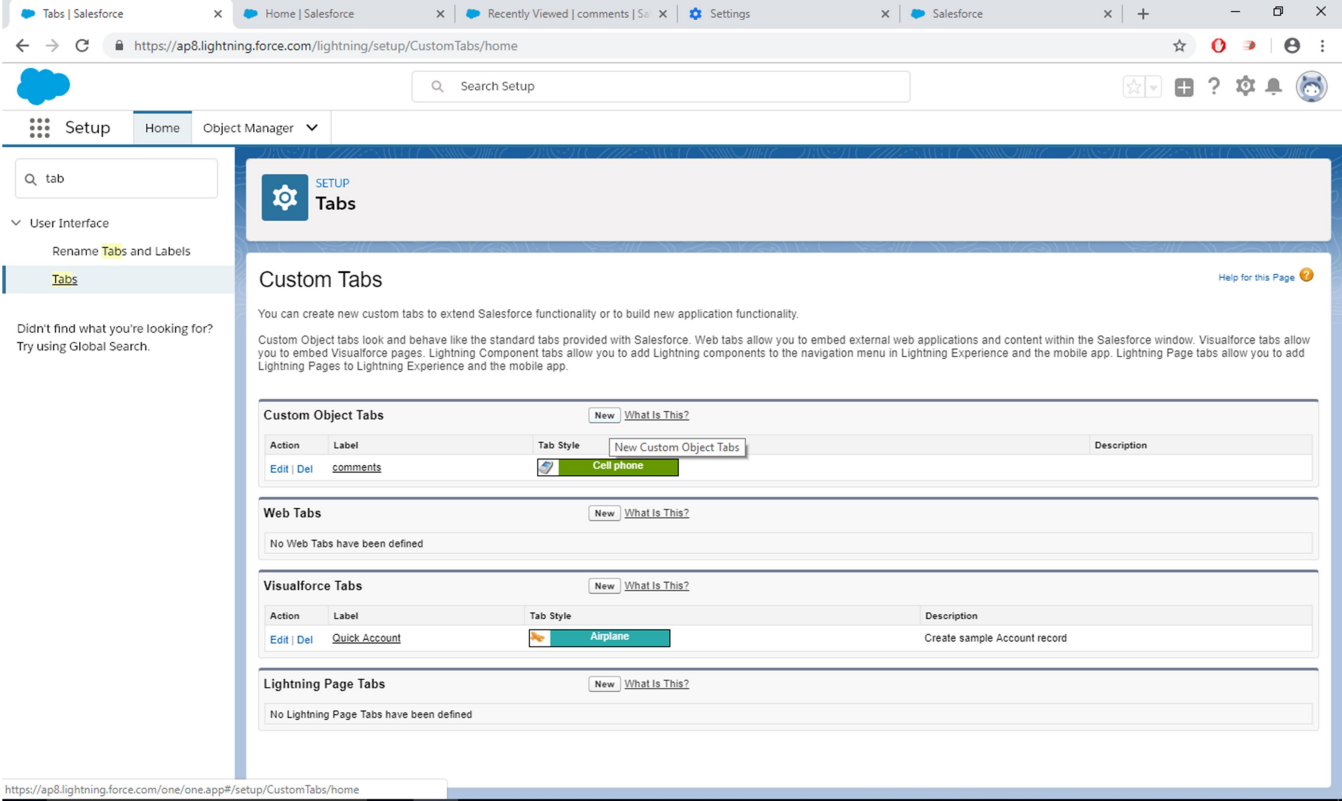 Tabs | Salesforce
Home | Salesforce
Recently Viewed | comments | Sa
Settings
Salesforce
https://ap8.lightning.force.com/lightning/setup/CustomTabs/home
Search Setup
Setup
Home
Object Manager
tab
User Interface
Rename Tabs and Labels
Tabs
Didn't find what you're looking for?
Try using Global Search.
SETUP
Tabs
Custom Tabs
Help for this Page
You can create new custom tabs to extend Salesforce functionality or to build new application functionality.
Custom Object tabs look and behave like the standard tabs provided with Salesforce. Web tabs allow you to embed external web applications and content within the Salesforce window. Visualforce tabs allow
you to embed Visualforce pages. Lightning Component tabs allow you to add Lightning components to the navigation menu in Lightning Experience and the mobile app. Lightning Page tabs allow you to add
Lightning Pages to Lightning Experience and the mobile app.
Custom Object Tabs New What Is This?
Action Label Tab Style Description
New Custom Object Tabs
Edit | Del comments Cell phone
Web Tabs New What Is This?
No Web Tabs have been defined
Visualforce Tabs New What Is This?
Action Label Tab Style Description
Edit | Del Quick Account Airplane Create sample Account record
Lightning Page Tabs New What Is This?
No Lightning Page Tabs have been defined
https://ap8.lightning.force.com/one/one.app#/setup/CustomTabs/home